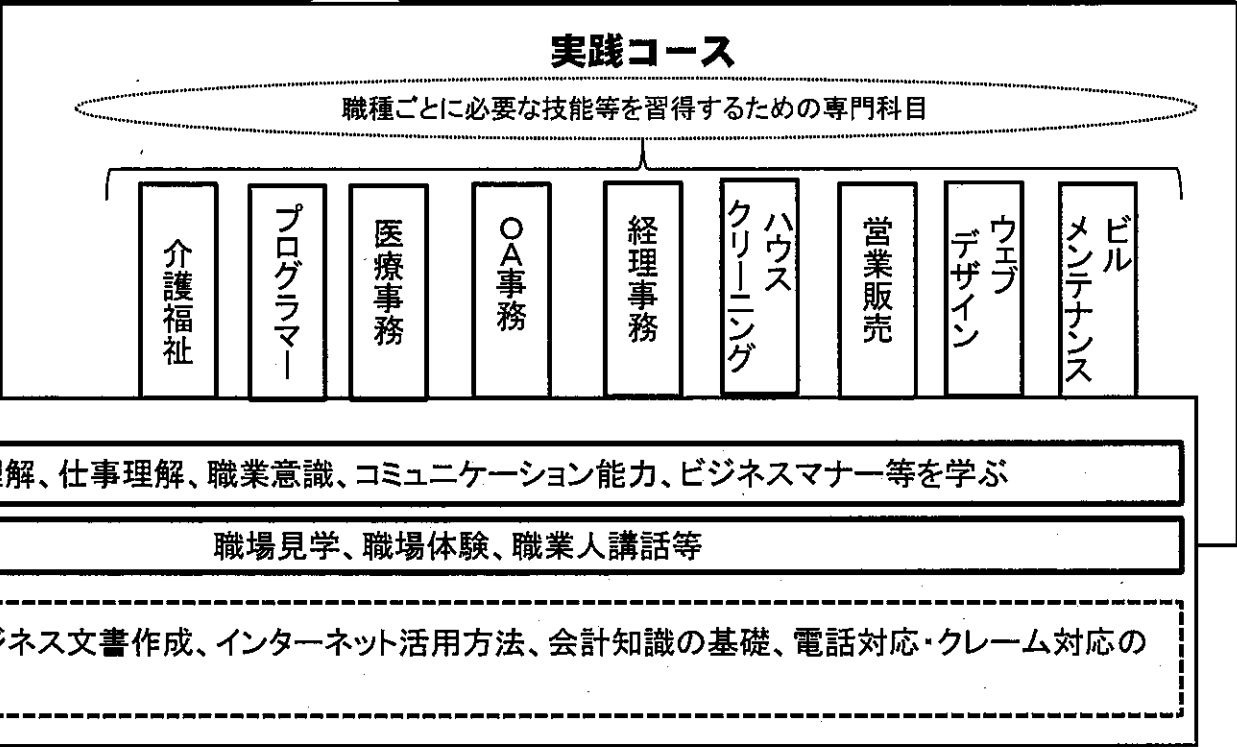 実践コース
職種ごとに必要な技能等を習得するための専門科目
介護福祉
プログラマー
医療事務
OA事務
経理事務
ハウス
クリーニング
営業販売
ウェブ
デザイン
ビル
メンテナンス
解、仕事理解、職業意識、コミュニケーション能力、ビジネスマナー等を学ぶ
職場見学、職場体験、職業人講話等
ジネス文書作成、インターネット活用方法、会計知識の基礎、電話対応・クレーム対応の